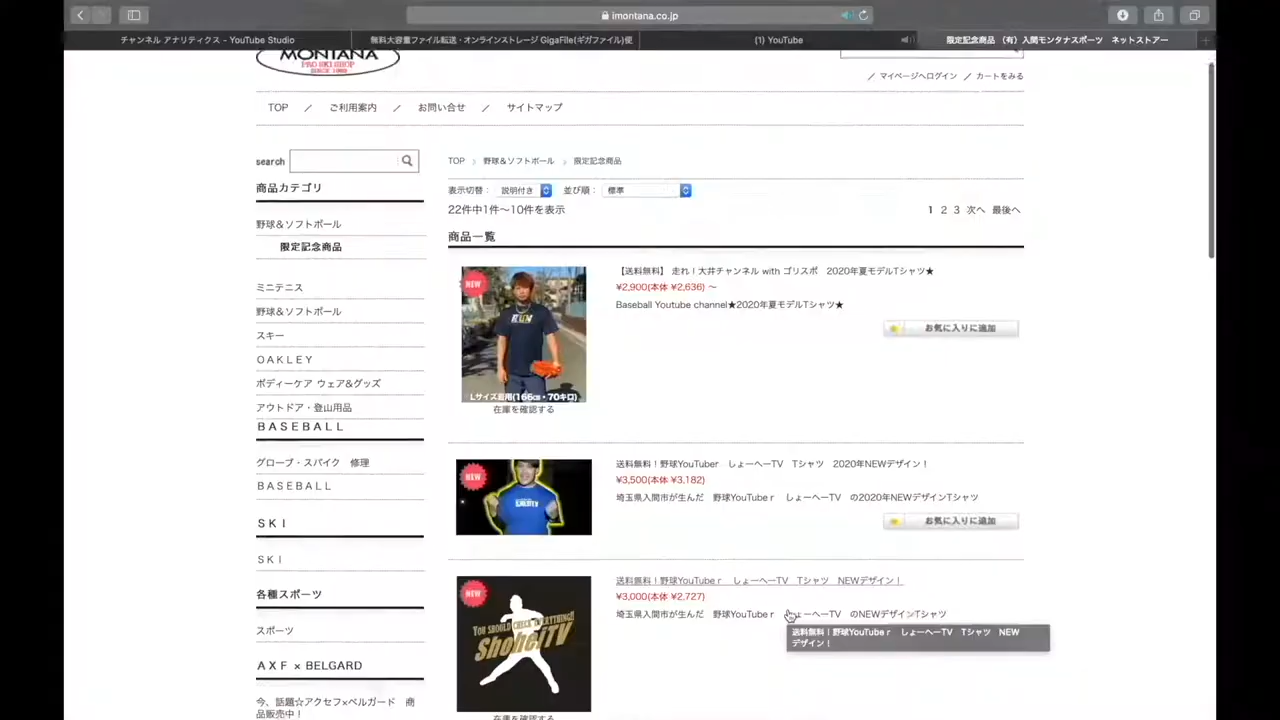 imontana.co.jp
チャンネル アナリティクス - YouTube Studio
無料大容量ファイル転送・オンラインストレージ GigaFile(ギガファイル)便
(1) YouTube
限定記念商品 （有）入間モンタナスポーツ ネットストアー
MONTANA
PRO SKI SHOP
／ マイページへログイン ／ カートをみる
TOP ／ ご利用案内 ／ お問い合せ ／ サイトマップ
search
TOP 野球＆ソフトボール 限定記念商品
商品カテゴリ
表示切替： 説明付き 並び順： 標準
22件中1件〜10件を表示
1 2 3 次へ 最後へ
野球＆ソフトボール
限定記念商品
商品一覧
ミニテニス
野球＆ソフトボール
スキー
ＯＡＫＬＥＹ
ボディーケア ウェア&グッズ
アウトドア・登山用品
ＢＡＳＥＢＡＬＬ
グローブ・スパイク 修理
ＢＡＳＥＢＡＬＬ
ＳＫＩ
ＳＫＩ
各種スポーツ
スポーツ
ＡＸＦ × BELGARD
今、話題☆アクセフ×ベルガード 商
品販売中！
NEW
RUN
Lサイズ着用(166cm・70キロ)
在庫を確認する
【送料無料】 走れ！大井チャンネル with ゴリスポ 2020年夏モデルTシャツ★
¥2,900(本体 ¥2,636) 〜
Baseball Youtube channel★2020年夏モデルTシャツ★
お気に入りに追加
NEW
SHOHEITV
送料無料！野球YouTuber しょーへーTV Tシャツ 2020年NEWデザイン！
¥3,500(本体 ¥3,182)
埼玉県入間市が生んだ 野球YouTubeｒ しょーへーTV の2020年NEWデザインTシャツ
お気に入りに追加
NEW
YOU SHOULD CHECK EVERYTHING!!
ShoheiTV
在庫を確認する
送料無料！野球YouTubeｒ しょーへーTV Tシャツ NEWデザイン！
¥3,000(本体 ¥2,727)
埼玉県入間市が生んだ 野球YouTubeｒ しょーへーTV のNEWデザインTシャツ
送料無料！野球YouTubeｒ しょーへーTV Tシャツ NEW
デザイン！